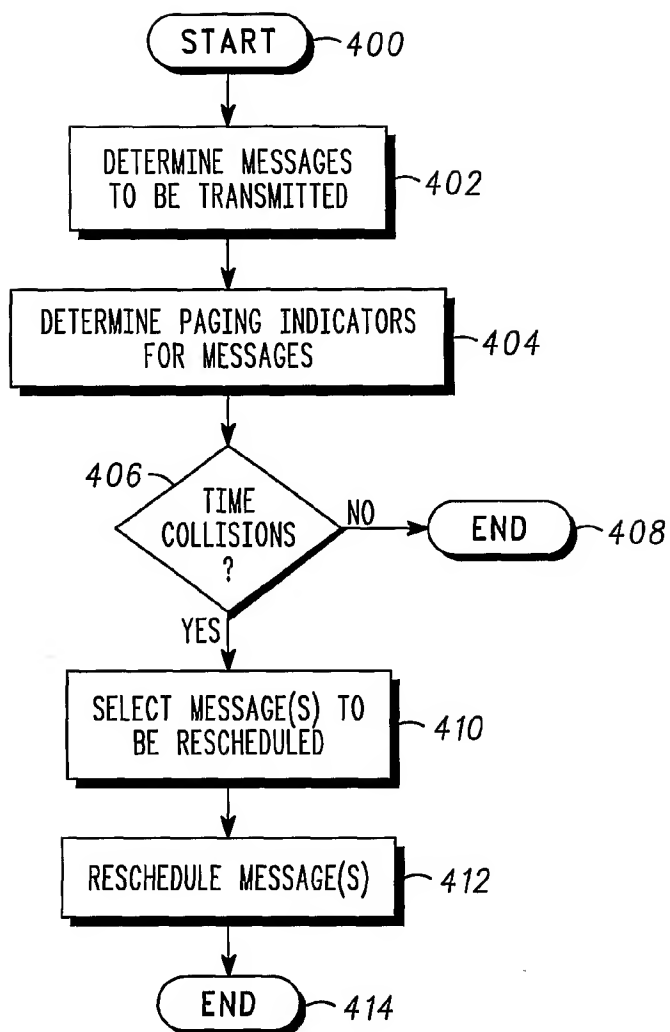 START
400
DETERMINE MESSAGES
TO BE TRANSMITTED
402
DETERMINE PAGING INDICATORS
FOR MESSAGES
404
406
TIME
COLLISIONS
?
NO
END
408
YES
SELECT MESSAGE(S) TO
BE RESCHEDULED
410
RESCHEDULE MESSAGE(S)
412
END
414